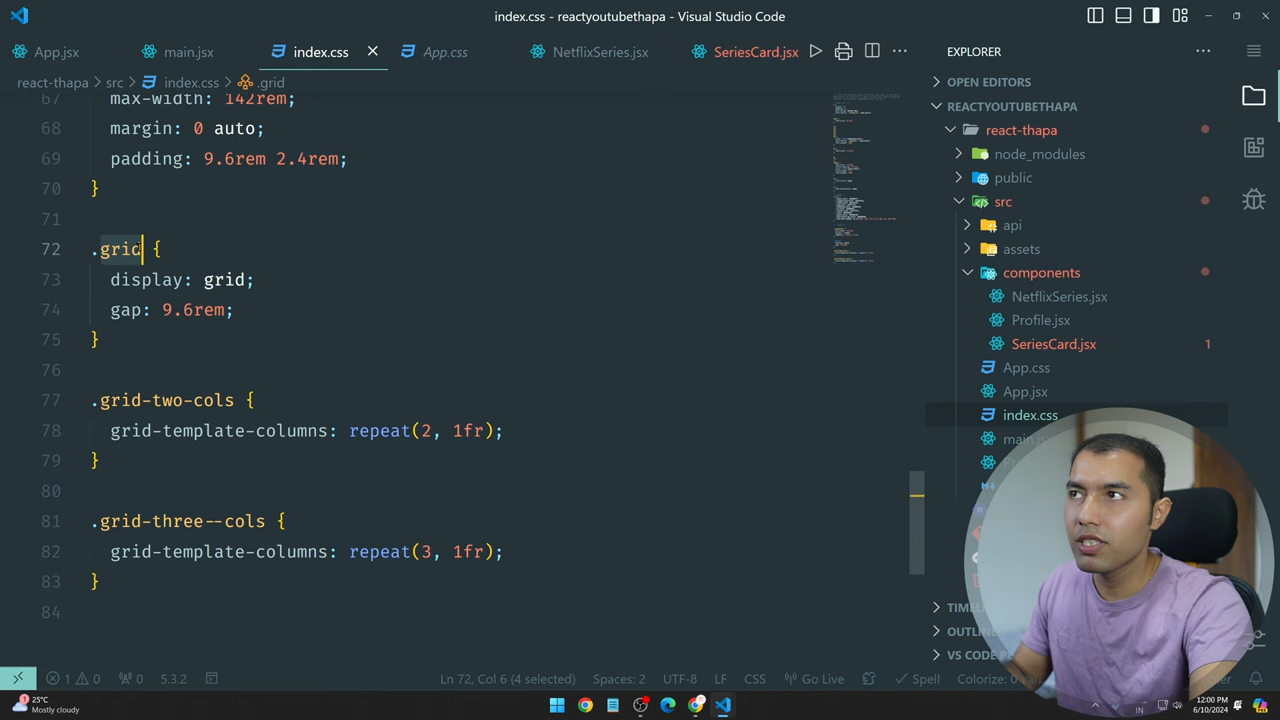 index.css - reactyoutubethapa - Visual Studio Code
App.jsx main.jsx index.css App.css NetflixSeries.jsx SeriesCard.jsx
react-thapa > src > index.css > .grid
67 max-width: 142rem;
68 margin: 0 auto;
69 padding: 9.6rem 2.4rem;
70 }
71
72 .grid {
73 display: grid;
74 gap: 9.6rem;
75 }
76
77 .grid-two-cols {
78 grid-template-columns: repeat(2, 1fr);
79 }
80
81 .grid-three--cols {
82 grid-template-columns: repeat(3, 1fr);
83 }
84
EXPLORER
OPEN EDITORS
REACTYOUTUBETHAPA
react-thapa
node_modules
public
src
api
assets
components
NetflixSeries.jsx
Profile.jsx
SeriesCard.jsx 1
App.css
App.jsx
index.css
OUTLIN
VS CODE
1 0 0 5.3.2 Ln 72, Col 6 (4 selected) Spaces: 2 UTF-8 LF CSS Go Live Spell Colorize: 0
25°C
Mostly cloudy
IN
12:00 PM
6/10/2024